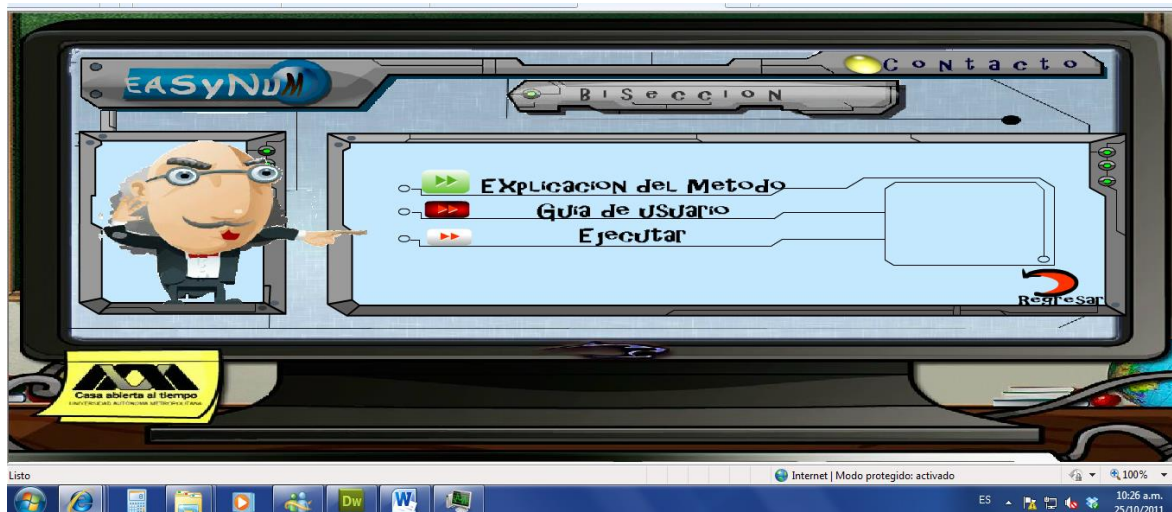 EASyNUM
Contacto
BISeccION
EXPLICACION del Metodo
Guia de USUARIO
Ejecutar
Regresar
Casa abierta al tiempo
UNIVERSIDAD AUTONOMA METROPOLITANA
Listo
Internet | Modo protegido: activado
100%
Dw
W
ES
10:26 a.m.
25/10/2011